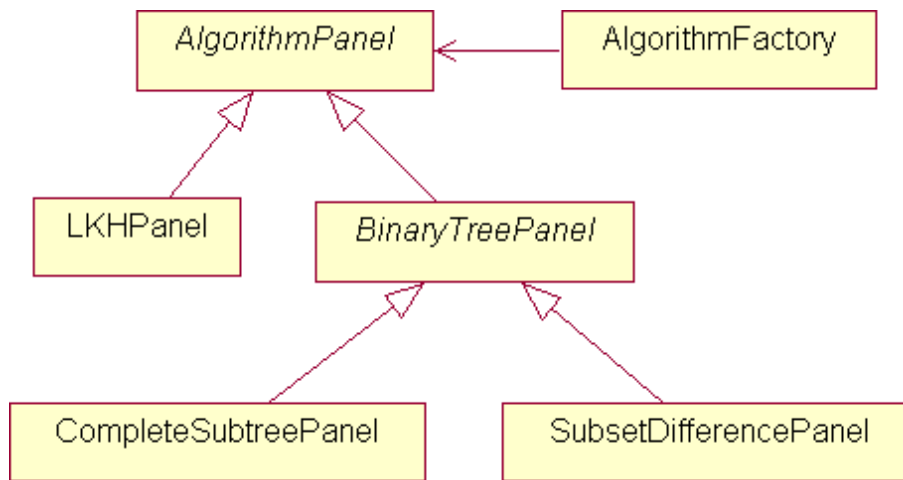 AlgorithmPanel
AlgorithmFactory
LKHPanel
BinaryTreePanel
CompleteSubtreePanel
SubsetDifferencePanel